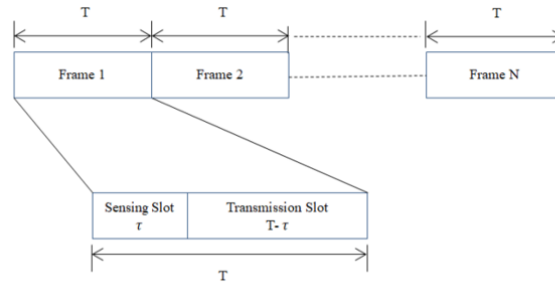 T T T
Frame 1 Frame 2 Frame N
Sensing Slot Transmission Slot
τ T- τ
T